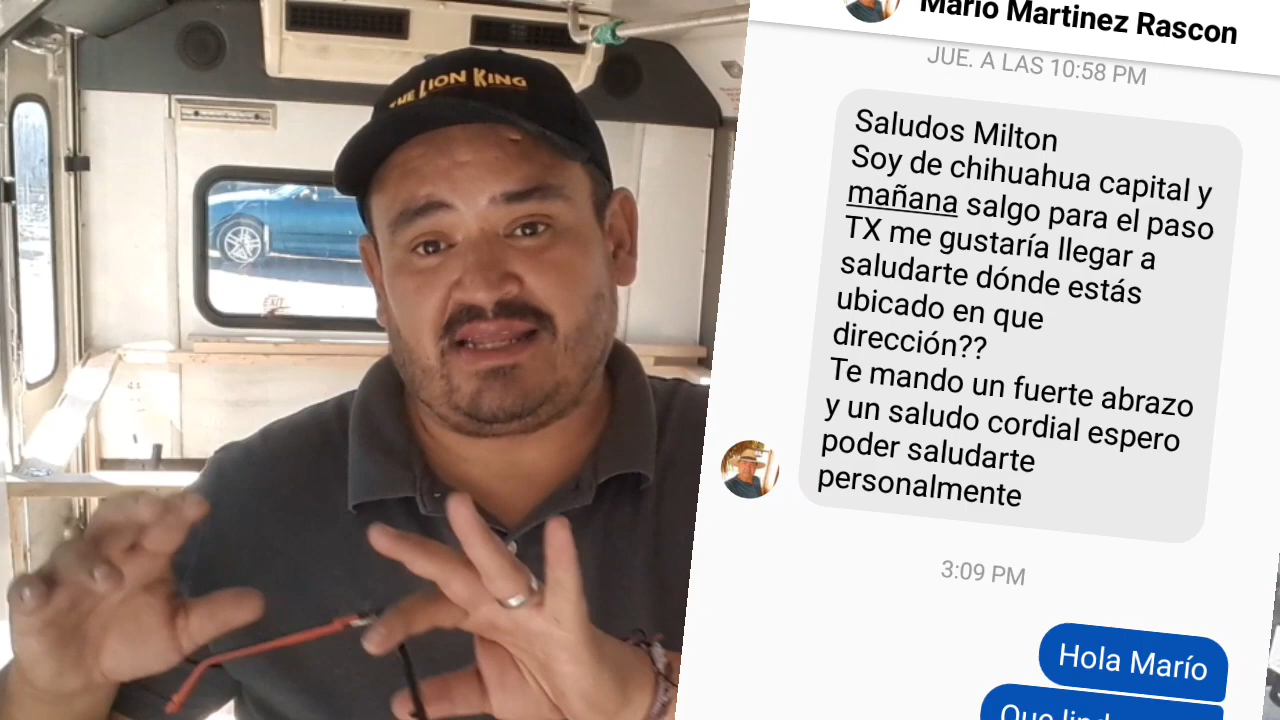 THE LION KING
EXIT
Mario Martinez Rascon
JUE. A LAS 10:58 PM
Saludos Milton
Soy de chihuahua capital y
mañana salgo para el paso
TX me gustaría llegar a
saludarte dónde estás
ubicado en que
dirección??
Te mando un fuerte abrazo
y un saludo cordial espero
poder saludarte
personalmente
3:09 PM
Hola Marío
Que